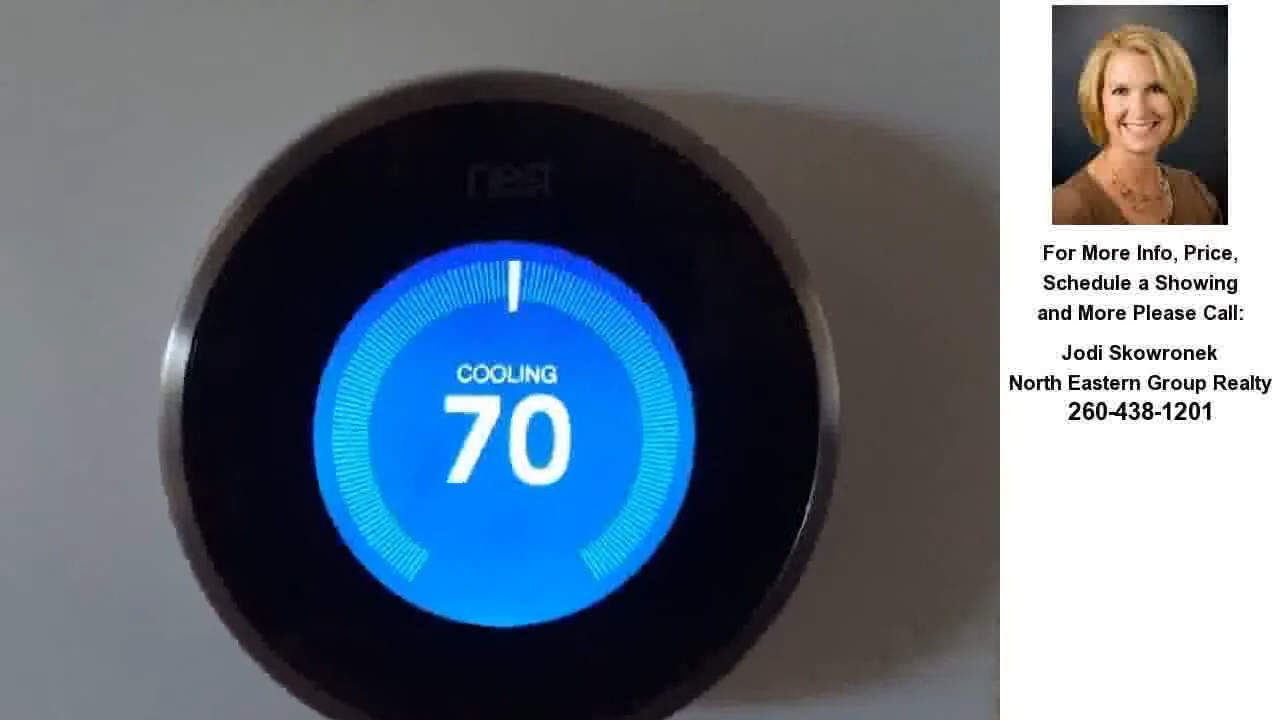 nest
COOLING
70
For More Info, Price,
Schedule a Showing
and More Please Call:
Jodi Skowronek
North Eastern Group Realty
260-438-1201